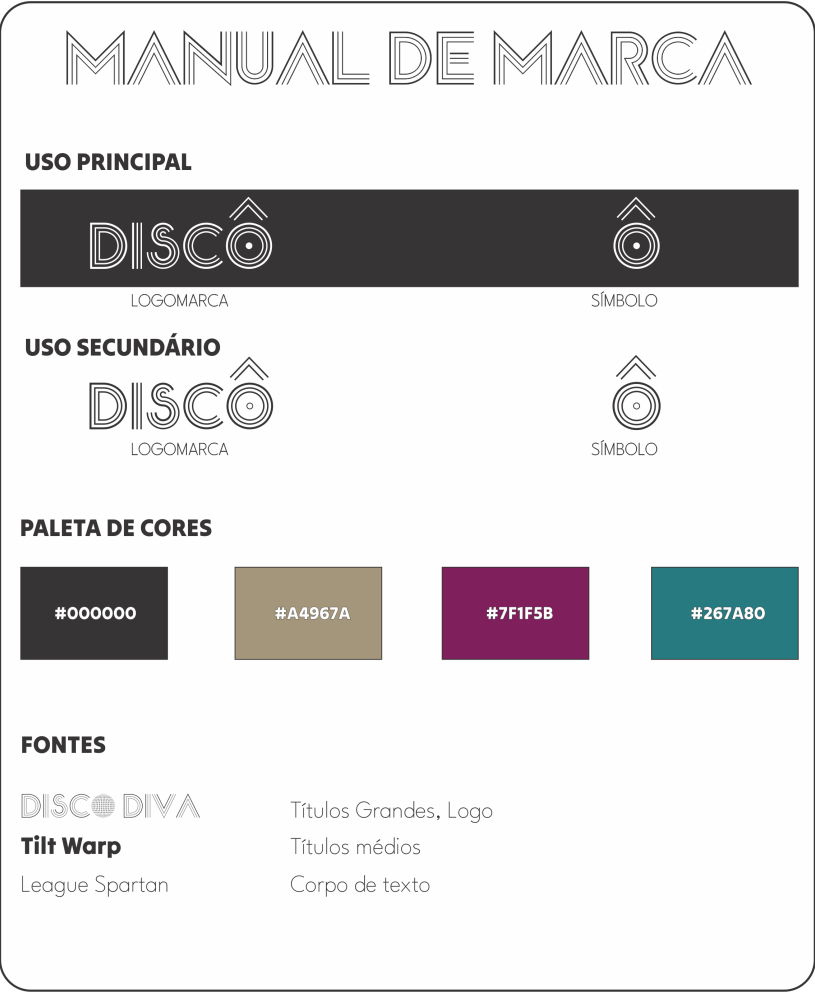 MANUAL DE MARCA
USO PRINCIPAL
DISCÔ Ô
LOGOMARCA SÍMBOLO
USO SECUNDÁRIO
DISCÔ Ô
LOGOMARCA SÍMBOLO
PALETA DE CORES
#000000 #A4967A #7F1F5B #267A80
FONTES
DISCO DIVA Títulos Grandes, Logo
Tilt Warp Títulos médios
League Spartan Corpo de texto